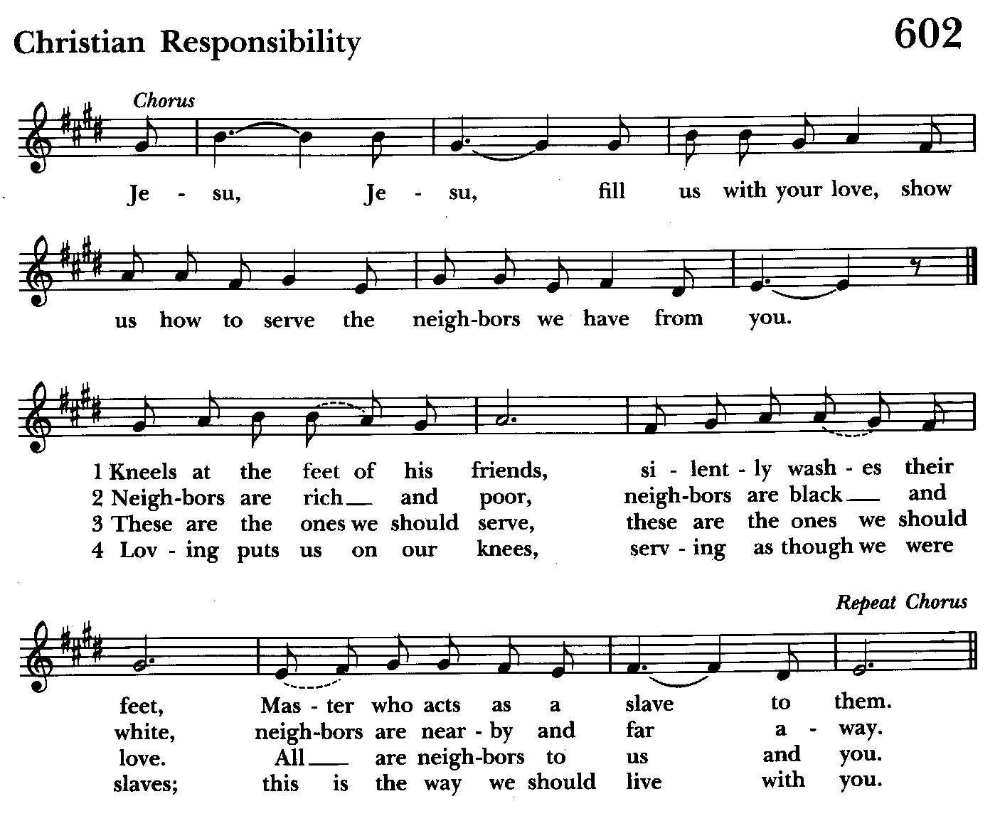 Christian Responsibility 602
Chorus
Je - su, Je - su, fill us with your love, show
us how to serve the neigh-bors we have from you.
1 Kneels at the feet of his friends, si - lent - ly wash - es their
2 Neigh-bors are rich and poor, neigh-bors are black and
3 These are the ones we should serve, these are the ones we should
4 Lov - ing puts us on our knees, serv - ing as though we were
Repeat Chorus
feet, Mas - ter who acts as a slave to them.
white, neigh-bors are near - by and far a - way.
love. All are neigh-bors to us and you.
slaves; this is the way we should live with you.